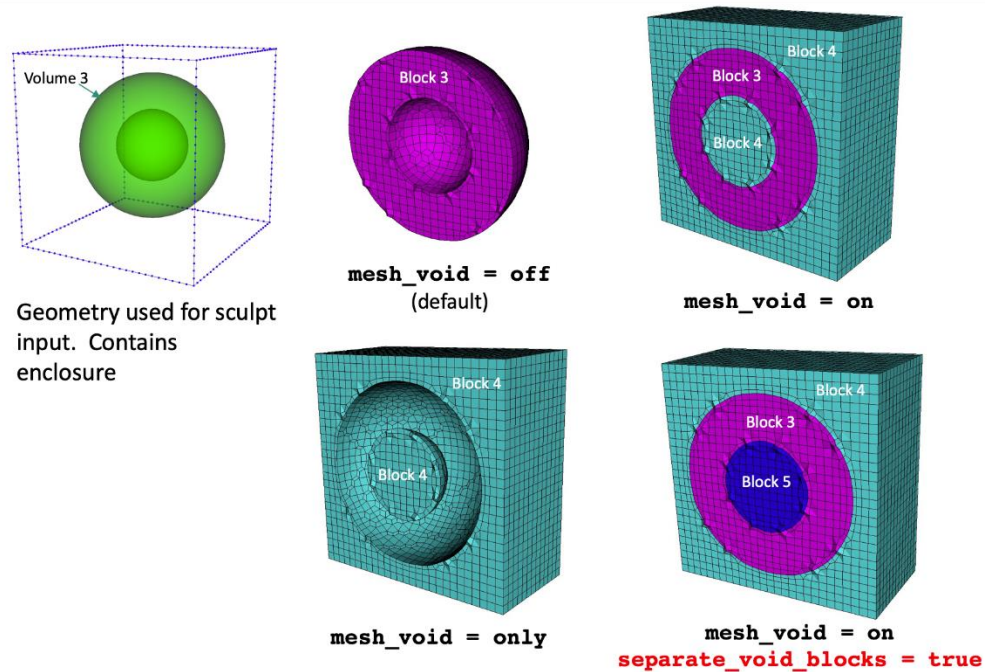 Volume 3
Geometry used for sculpt
input. Contains
enclosure
Block 3
mesh_void = off
(default)
Block 4
Block 3
Block 4
mesh_void = on
Block 4
Block 4
mesh_void = only
Block 4
Block 3
Block 5
mesh_void = on
separate_void_blocks = true